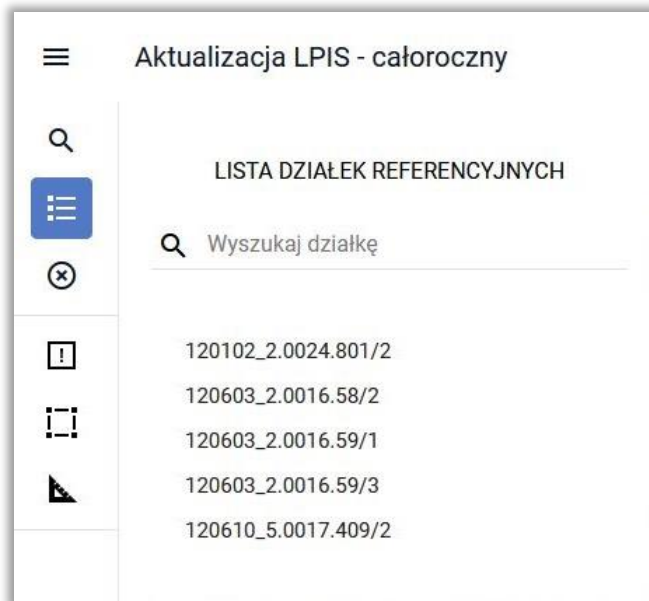 Aktualizacja LPIS - całoroczny
LISTA DZIAŁEK REFERENCYJNYCH
Wyszukaj działkę
120102_2.0024.801/2
120603_2.0016.58/2
120603_2.0016.59/1
120603_2.0016.59/3
120610_5.0017.409/2